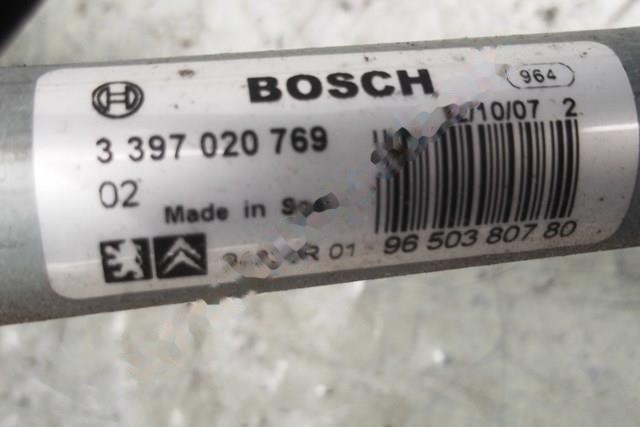 BOSCH 964
3 397 020 769 /10/07 2
02
Made in
R 01 96 503 807 80